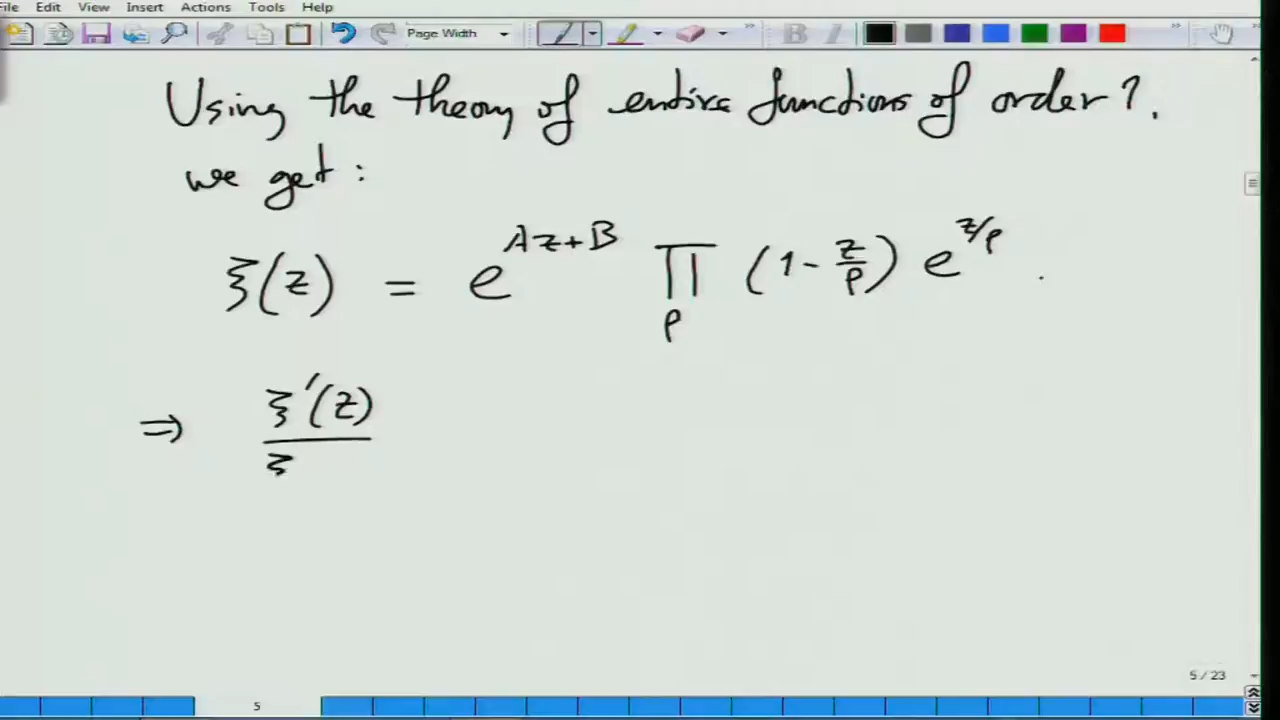 File Edit View Insert Actions Tools Help
Page Width
Using the theory of entire functions of order 1.
we get :
ξ(z) = e^{Az+B} ∏_ρ (1 - z/ρ) e^{z/ρ} .
⇒ ξ'(z)
ξ
5 / 23
5